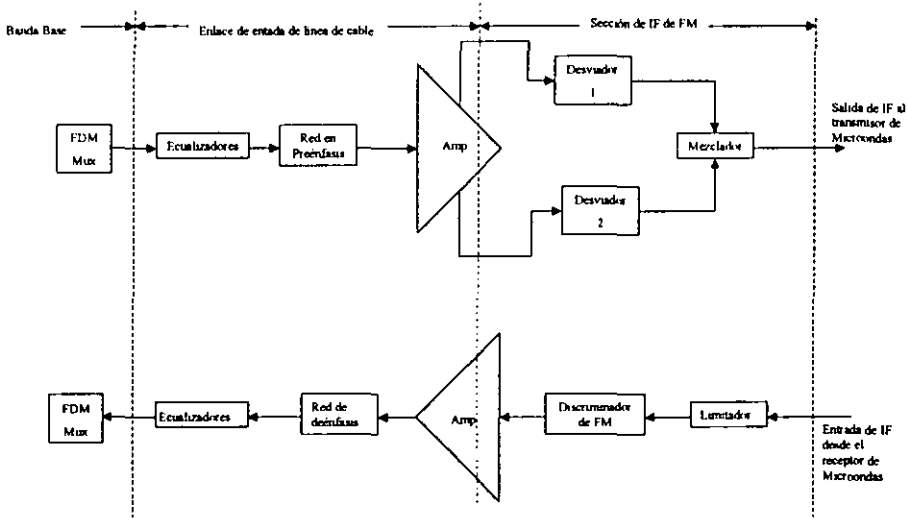 Banda Base
Enlace de entada de linea de cable
Sección de IF de FM
FDM
Mux
Ecualizadores
Red en
Preénfasis
Amp
Desviador
1
Desviador
2
Mezclador
Salida de IF al
transmisor de
Microondas
FDM
Mux
Ecualizadores
Red de
deénfasis
Amp
Discriminador
de FM
Limitador
Entrada de IF
desde el
receptor de
Microondas